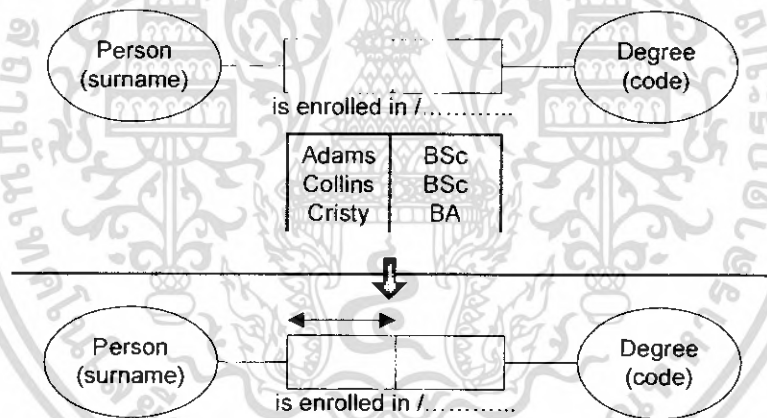 Person
(surname)
Degree
(code)
is enrolled in /...........
Adams BSc
Collins BSc
Cristy BA
Person
(surname)
Degree
(code)
is enrolled in /...........